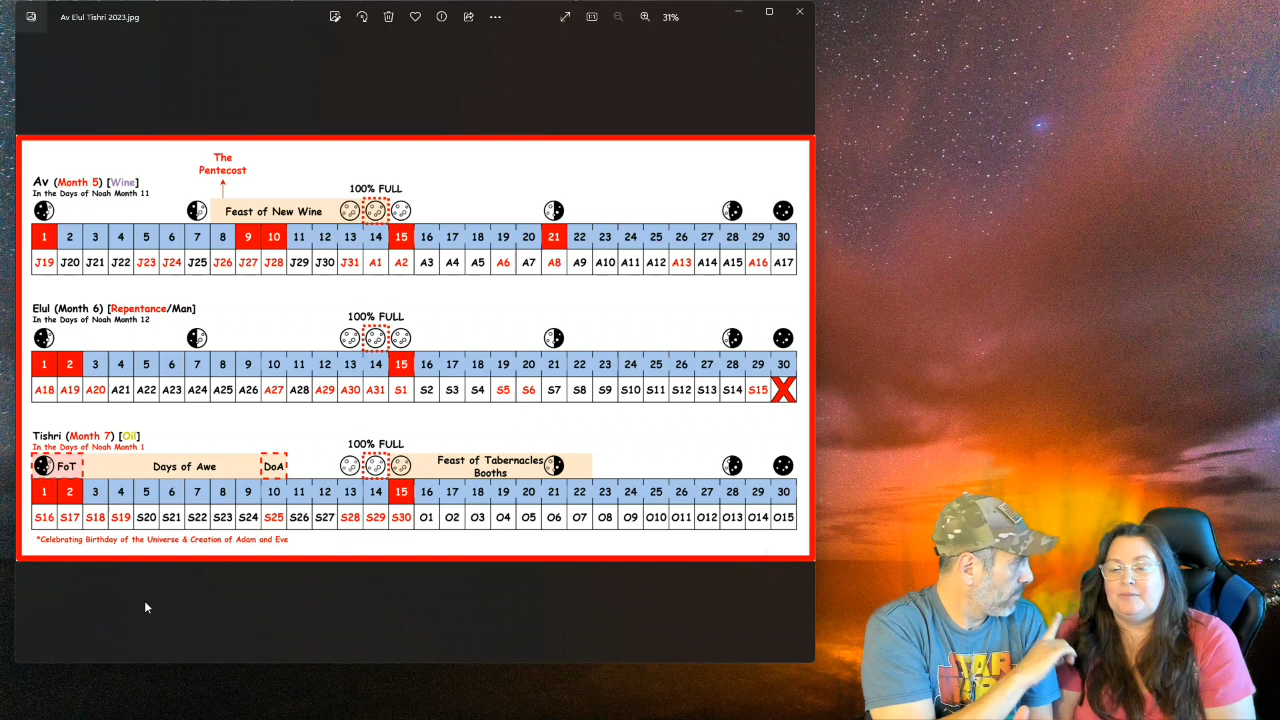 Av Elul Tishri 2023.jpg
31%
The
Pentecost
Av (Month 5) [Wine]
In the Days of Noah Month 11
100% FULL
Feast of New Wine
1 2 3 4 5 6 7 8 9 10 11 12 13 14 15 16 17 18 19 20 21 22 23 24 25 26 27 28 29 30
J19 J20 J21 J22 J23 J24 J25 J26 J27 J28 J29 J30 J31 A1 A2 A3 A4 A5 A6 A7 A8 A9 A10 A11 A12 A13 A14 A15 A16 A17
Elul (Month 6) [Repentance/Man]
In the Days of Noah Month 12
100% FULL
1 2 3 4 5 6 7 8 9 10 11 12 13 14 15 16 17 18 19 20 21 22 23 24 25 26 27 28 29 30
A18 A19 A20 A21 A22 A23 A24 A25 A26 A27 A28 A29 A30 A31 S1 S2 S3 S4 S5 S6 S7 S8 S9 S10 S11 S12 S13 S14 S15 X
Tishri (Month 7) [Oil]
In the Days of Noah Month 1
100% FULL
FoT Days of Awe DoA Feast of Tabernacles
Booths
1 2 3 4 5 6 7 8 9 10 11 12 13 14 15 16 17 18 19 20 21 22 23 24 25 26 27 28 29 30
S16 S17 S18 S19 S20 S21 S22 S23 S24 S25 S26 S27 S28 S29 S30 O1 O2 O3 O4 O5 O6 O7 O8 O9 O10 O11 O12 O13 O14 O15
*Celebrating Birthday of the Universe & Creation of Adam and Eve
STAR
WARS